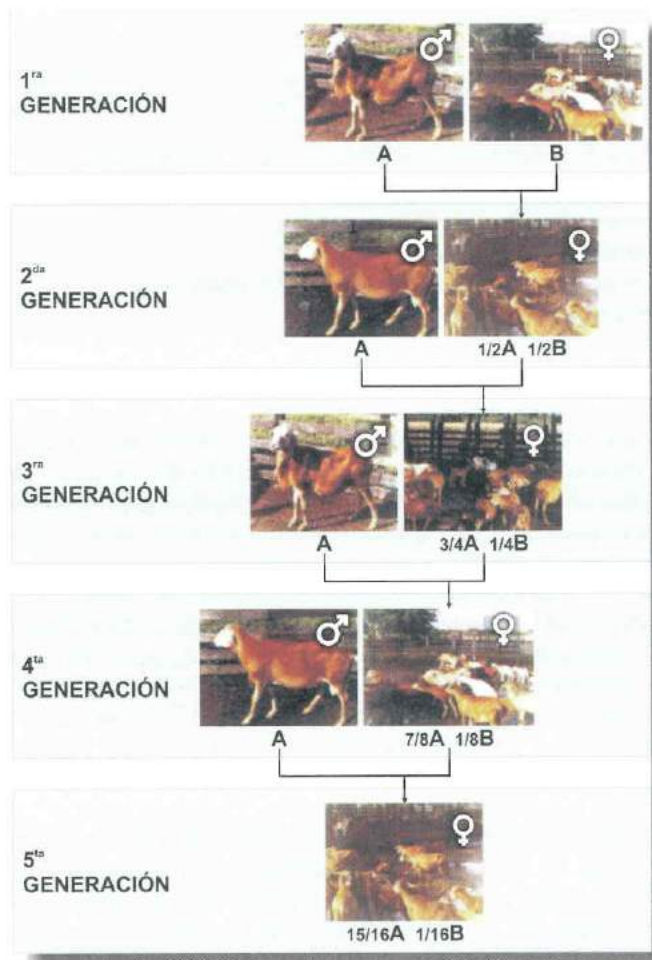 1ra
GENERACIÓN
♂
♀
A
B
2da
GENERACIÓN
♂
♀
A
1/2A 1/2B
3ra
GENERACIÓN
♂
♀
A
3/4A 1/4B
4ta
GENERACIÓN
♂
♀
A
7/8A 1/8B
5ta
GENERACIÓN
♀
15/16A 1/16B